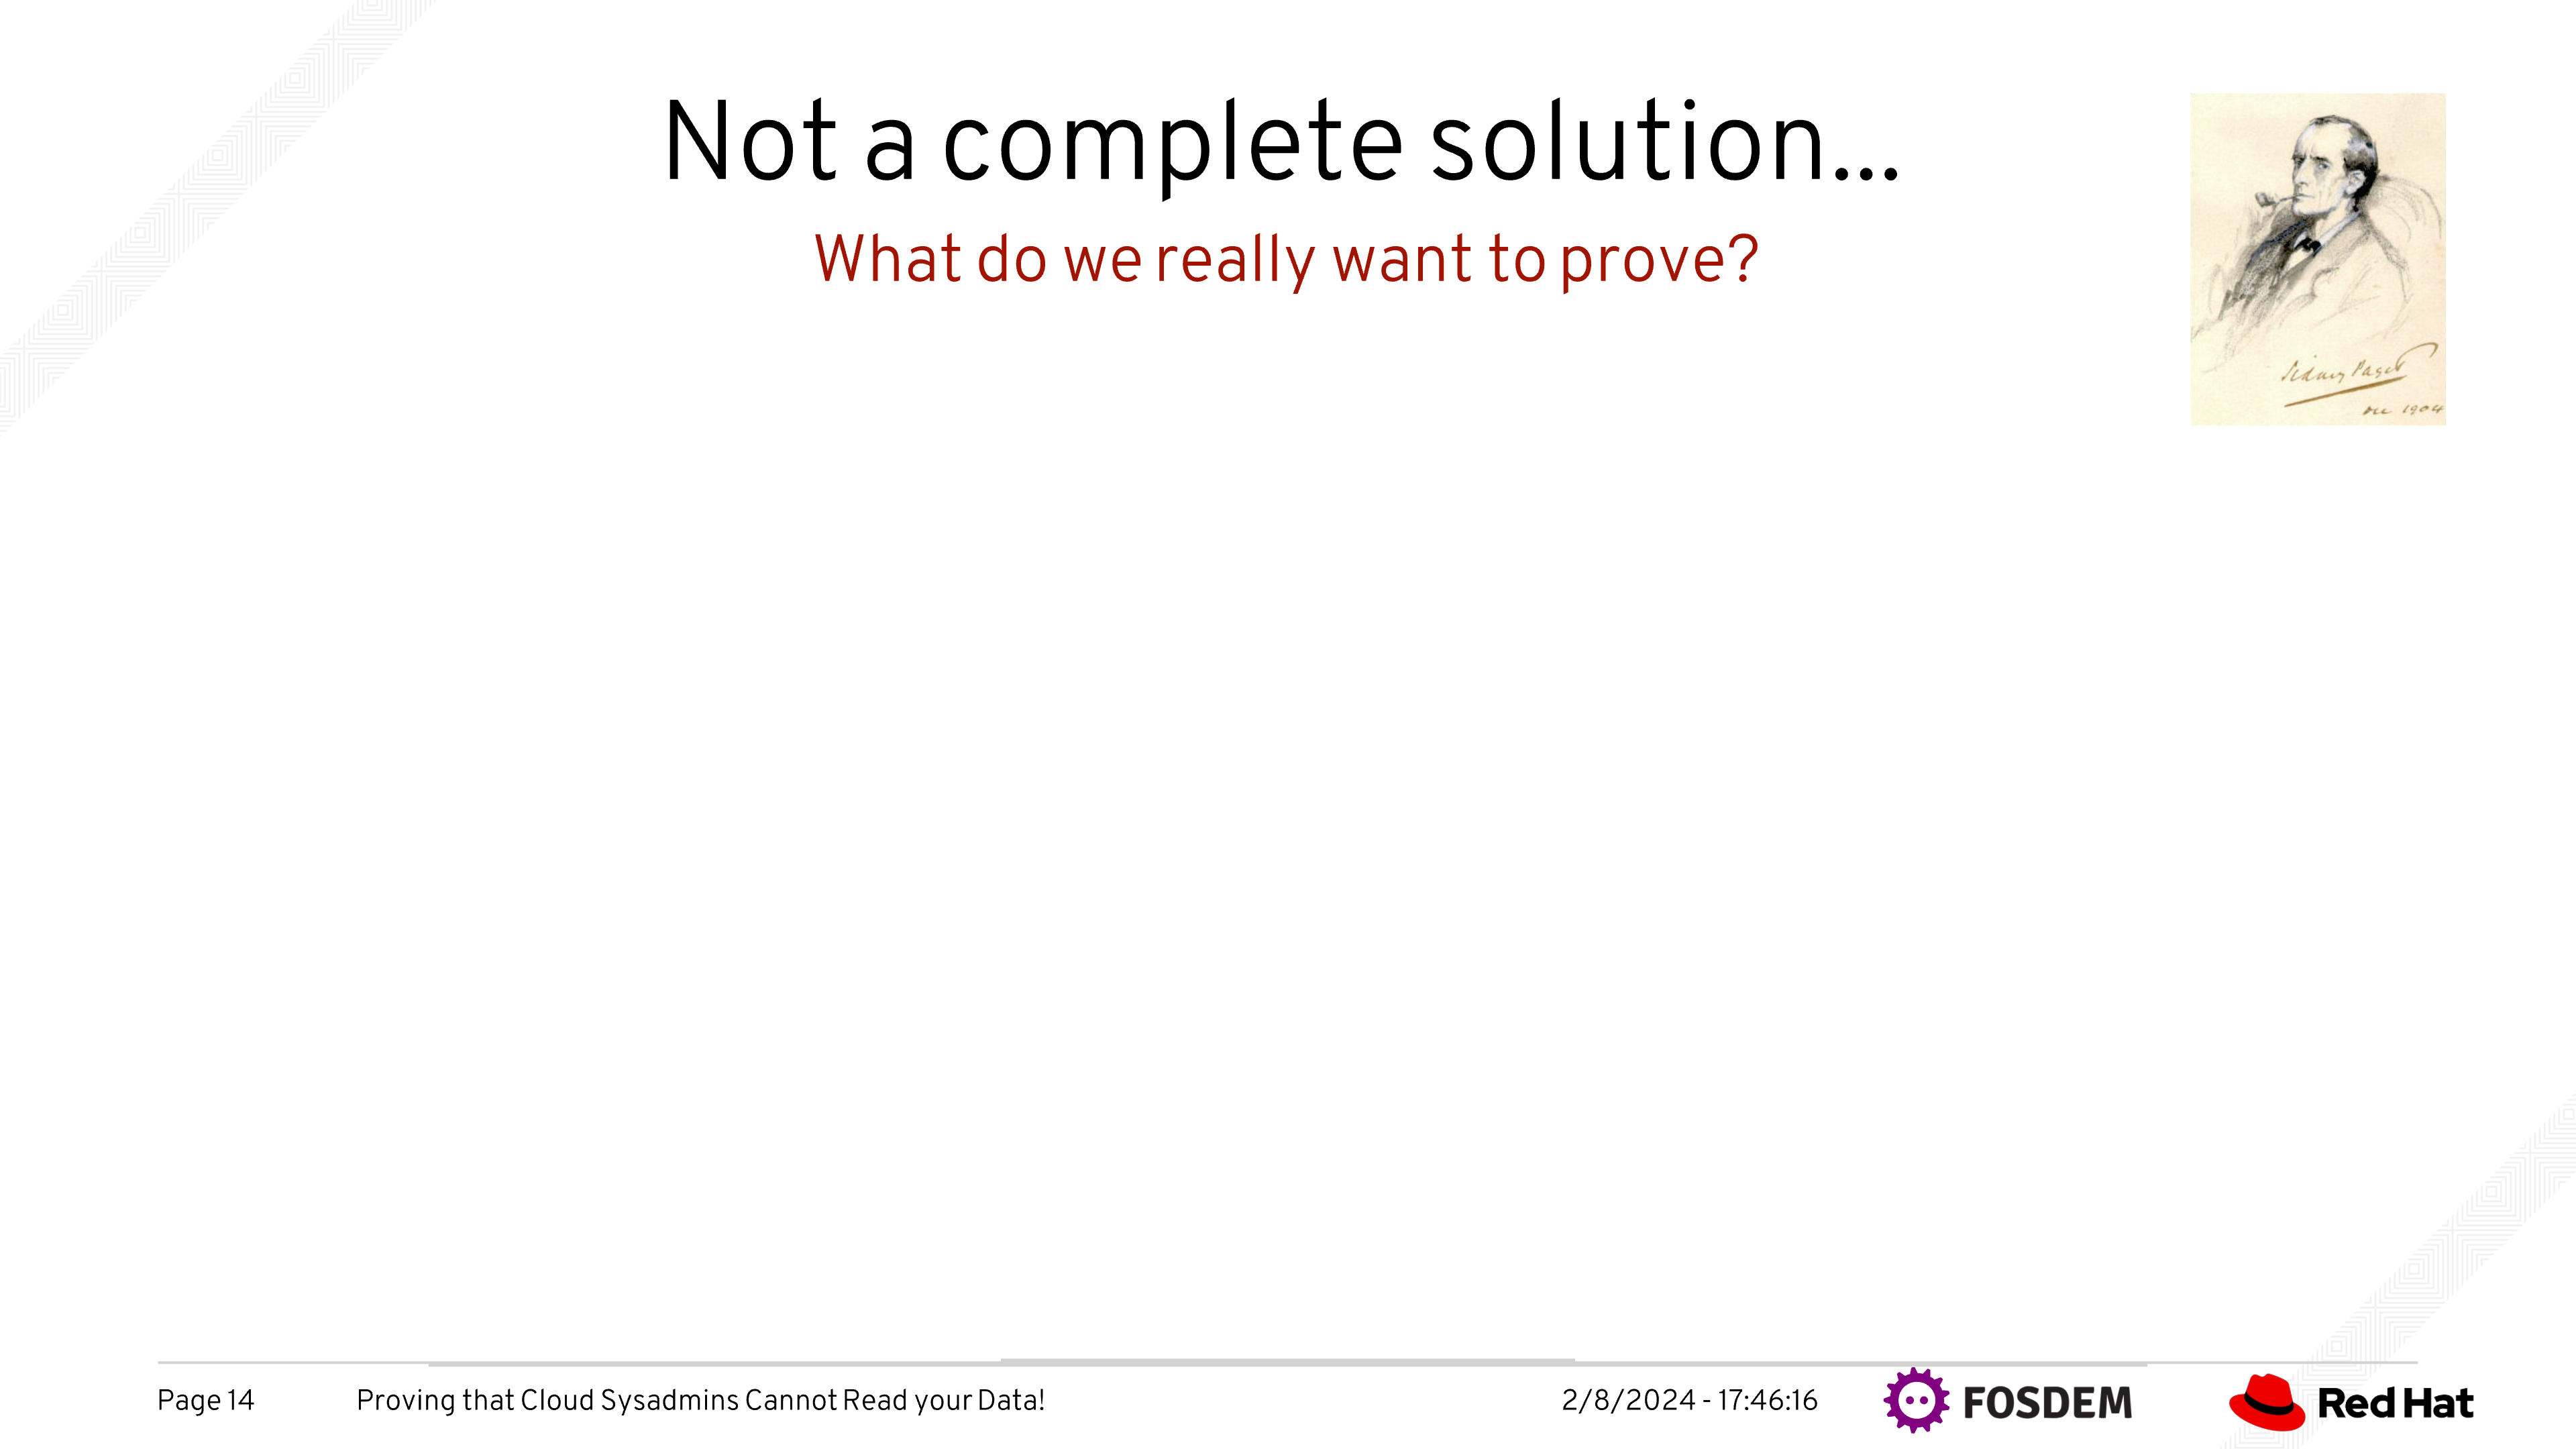 Not a complete solution...
What do we really want to prove?
Sidney Paget
Dec 1904
Page 14
Proving that Cloud Sysadmins Cannot Read your Data!
2/8/2024 - 17:46:16
FOSDEM
Red Hat